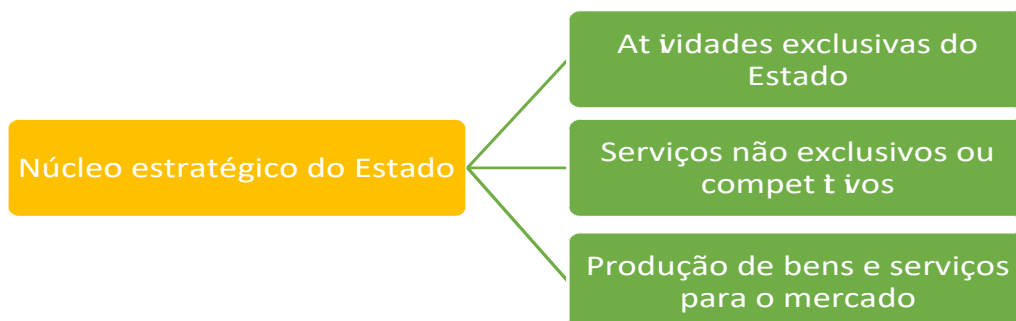 Núcleo estratégico do Estado
At ividades exclusivas do
Estado
Serviços não exclusivos ou
compet t ivos
Produção de bens e serviços
para o mercado